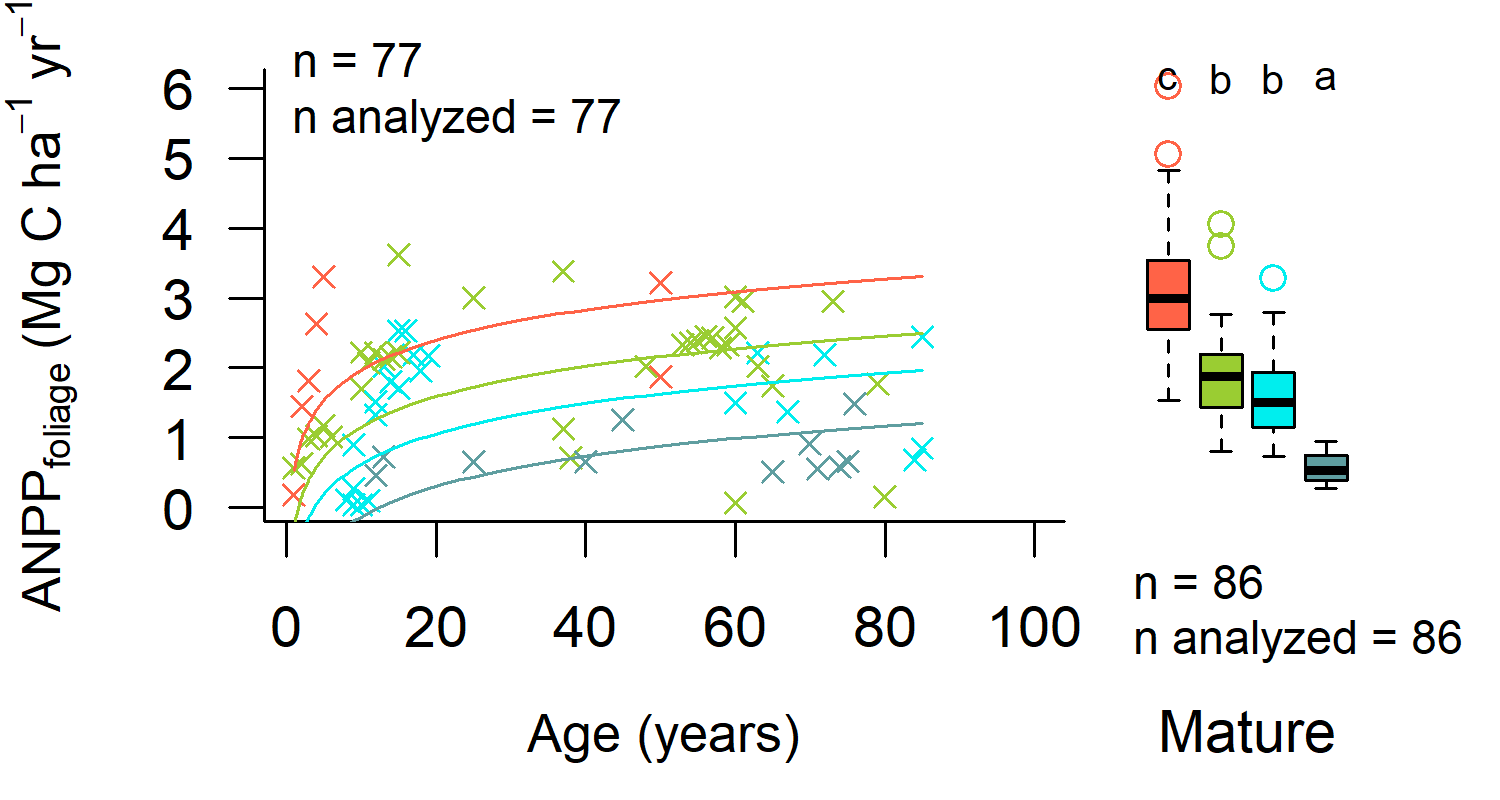 n = 77
n analyzed = 77
ANPPfoliage (Mg C ha−1 yr−1
6
5
4
3
2
1
0
0 20 40 60 80 100
Age (years)
c b b a
n = 86
n analyzed = 86
Mature